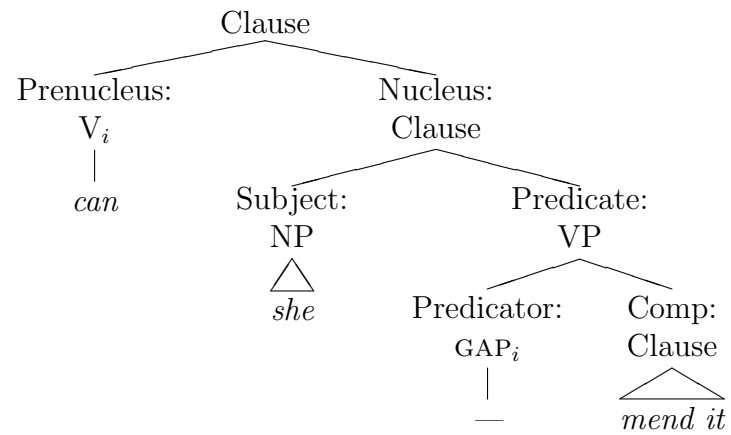 Clause
Prenucleus: Nucleus:
V_i Clause
can Subject: Predicate:
NP VP
she Predicator: Comp:
GAP_i Clause
— mend it